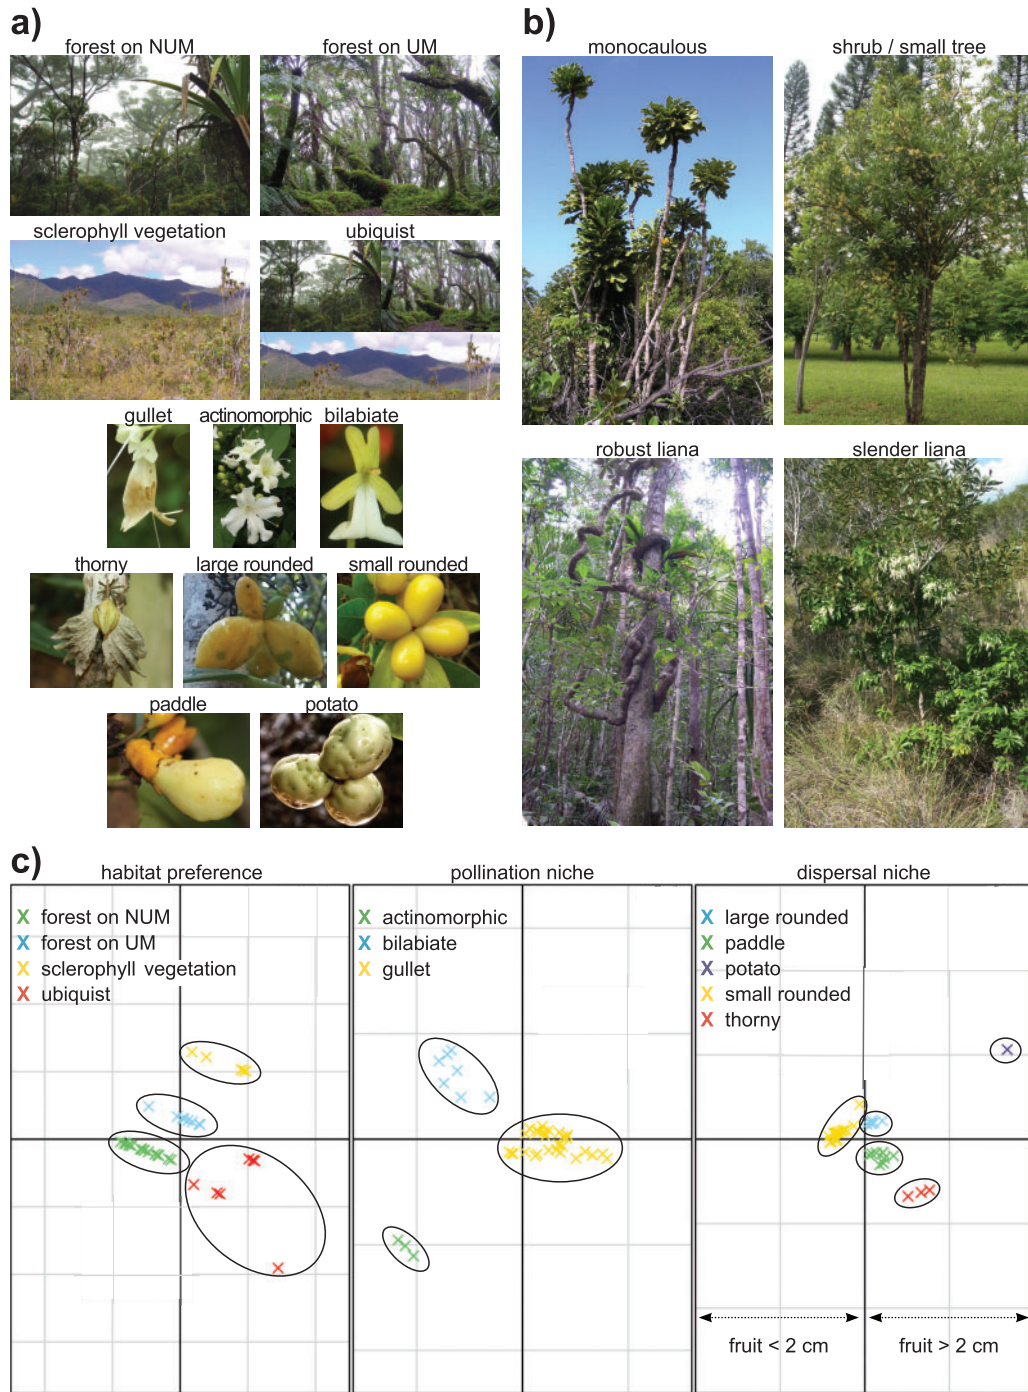 a)
forest on NUM
forest on UM
sclerophyll vegetation
ubiquist
gullet
actinomorphic
bilabiate
thorny
large rounded
small rounded
paddle
potato
b)
monocaulous
shrub / small tree
robust liana
slender liana
c)
habitat preference
X forest on NUM
X forest on UM
X sclerophyll vegetation
X ubiquist
pollination niche
X actinomorphic
X bilabiate
X gullet
dispersal niche
X large rounded
X paddle
X potato
X small rounded
X thorny
fruit < 2 cm
fruit > 2 cm